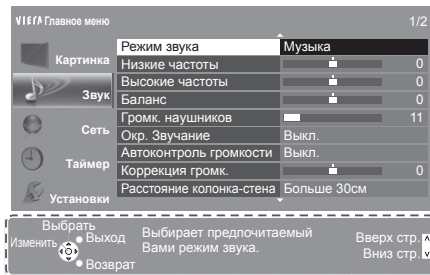 VIErA Главное меню 1/2
Картинка
Звук
Сеть
Таймер
Установки
Режим звука Музыка
Низкие частоты 0
Высокие частоты 0
Баланс 0
Громк. наушников 11
Окр. Звучание Выкл.
Автоконтроль громкости Выкл.
Коррекция громк. 0
Расстояние колонка-стена Больше 30см
Выбрать
Изменить
Выход
Возврат
Выбирает предпочитаемый
Вами режим звука.
Вверх стр.
Вниз стр.